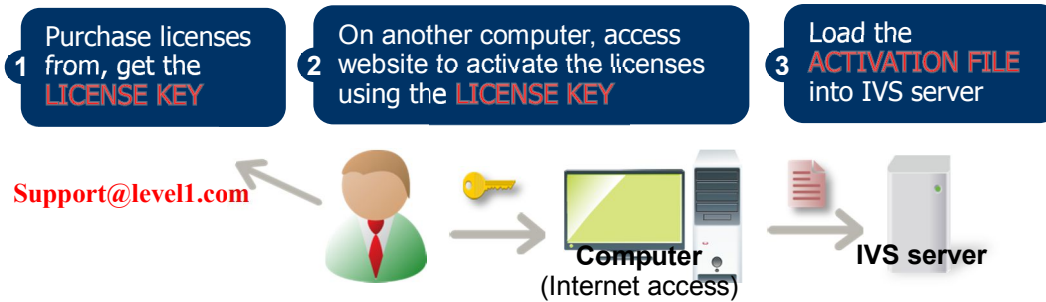 1
Purchase licenses
from, get the
LICENSE KEY
2
On another computer, access
website to activate the licenses
using the LICENSE KEY
3
Load the
ACTIVATION FILE
into IVS server
Support@level1.com
Computer
(Internet access)
IVS server